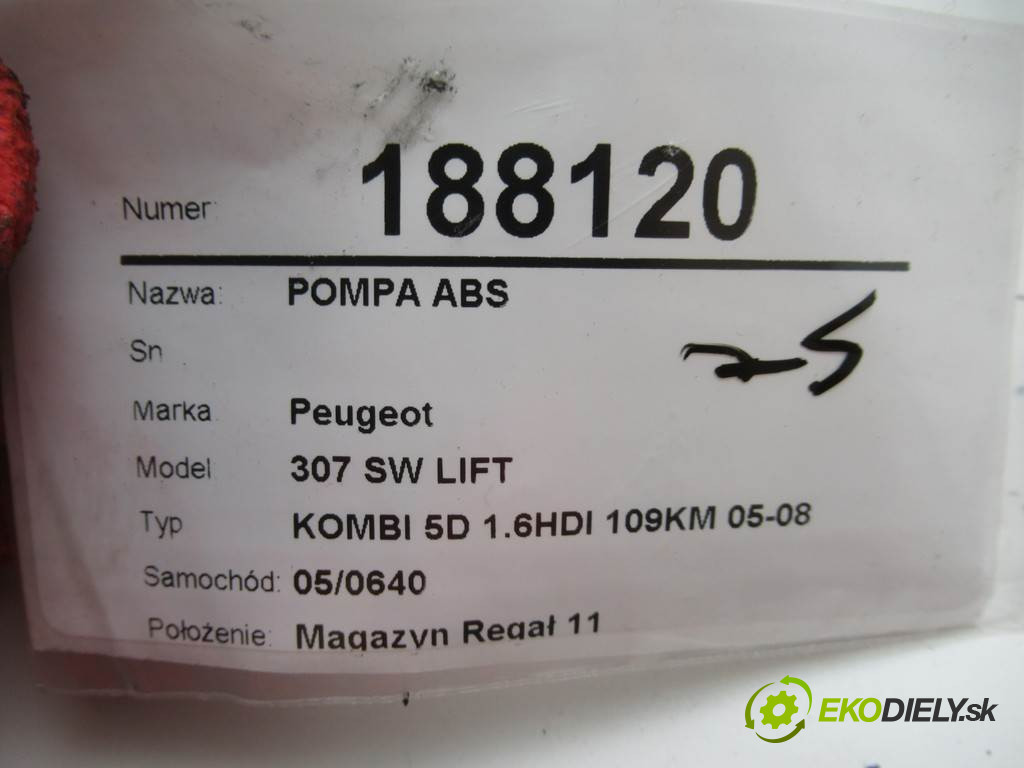 Numer: 188120
Nazwa: POMPA ABS
Sn
Marka Peugeot
Model 307 SW LIFT
Typ KOMBI 5D 1.6HDI 109KM 05-08
Samochód: 05/0640
Położenie: Magazyn Regał 11
EKODIELY.sk